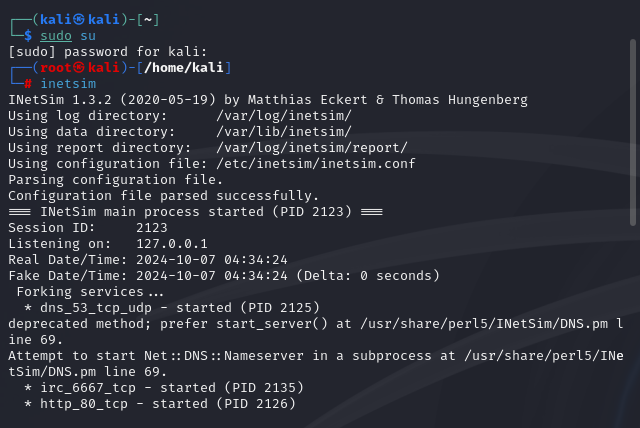 ┌──(kali㉿kali)-[~]
└─$ sudo su
[sudo] password for kali:
┌──(root㉿kali)-[/home/kali]
└─# inetsim
INetSim 1.3.2 (2020-05-19) by Matthias Eckert & Thomas Hungenberg
Using log directory:      /var/log/inetsim/
Using data directory:     /var/lib/inetsim/
Using report directory:   /var/log/inetsim/report/
Using configuration file: /etc/inetsim/inetsim.conf
Parsing configuration file.
Configuration file parsed successfully.
=== INetSim main process started (PID 2123) ===
Session ID:     2123
Listening on:   127.0.0.1
Real Date/Time: 2024-10-07 04:34:24
Fake Date/Time: 2024-10-07 04:34:24 (Delta: 0 seconds)
 Forking services...
  * dns_53_tcp_udp - started (PID 2125)
deprecated method; prefer start_server() at /usr/share/perl5/INetSim/DNS.pm l
ine 69.
Attempt to start Net::DNS::Nameserver in a subprocess at /usr/share/perl5/INe
tSim/DNS.pm line 69.
  * irc_6667_tcp - started (PID 2135)
  * http_80_tcp - started (PID 2126)